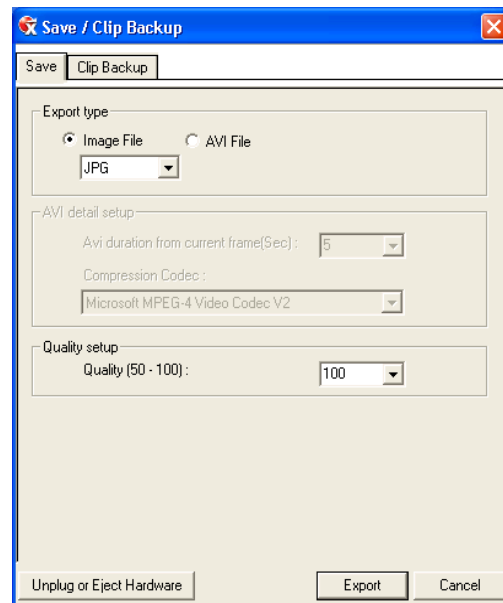 Save / Clip Backup
Save Clip Backup
Export type
Image File AVI File
JPG
AVI detail setup
Avi duration from current frame(Sec) : 5
Compression Codec :
Microsoft MPEG-4 Video Codec V2
Quality setup
Quality (50 - 100) : 100
Unplug or Eject Hardware Export Cancel